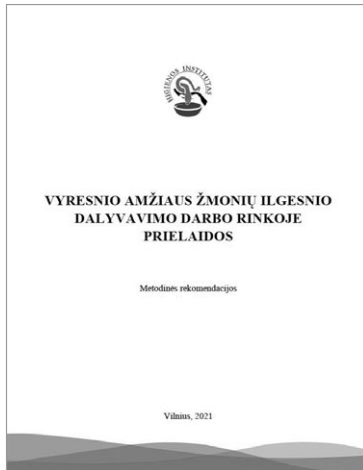 HIGIENOS INSTITUTAS
VYRESNIO AMŽIAUS ŽMONIŲ ILGESNIO
DALYVAVIMO DARBO RINKOJE
PRIELAIDOS
Metodinės rekomendacijos
Vilnius, 2021